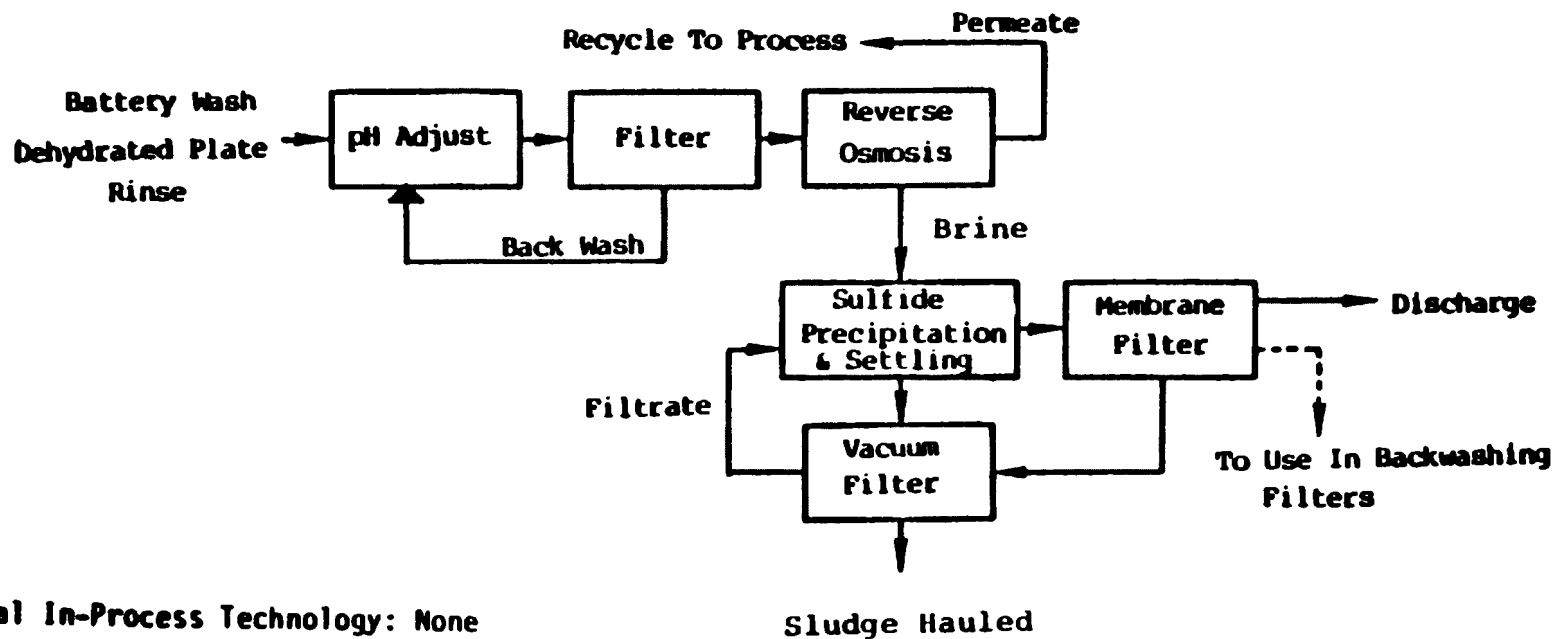 Permeate
Recycle To Process
Battery Wash
Dehydrated Plate
Rinse
pH Adjust
Filter
Reverse
Osmosis
Back Wash
Brine
Sulfide
Precipitation
& Settling
Membrane
Filter
Discharge
Filtrate
Vacuum
Filter
To Use In Backwashing
Filters
In-Process Technology: None
Sludge Hauled